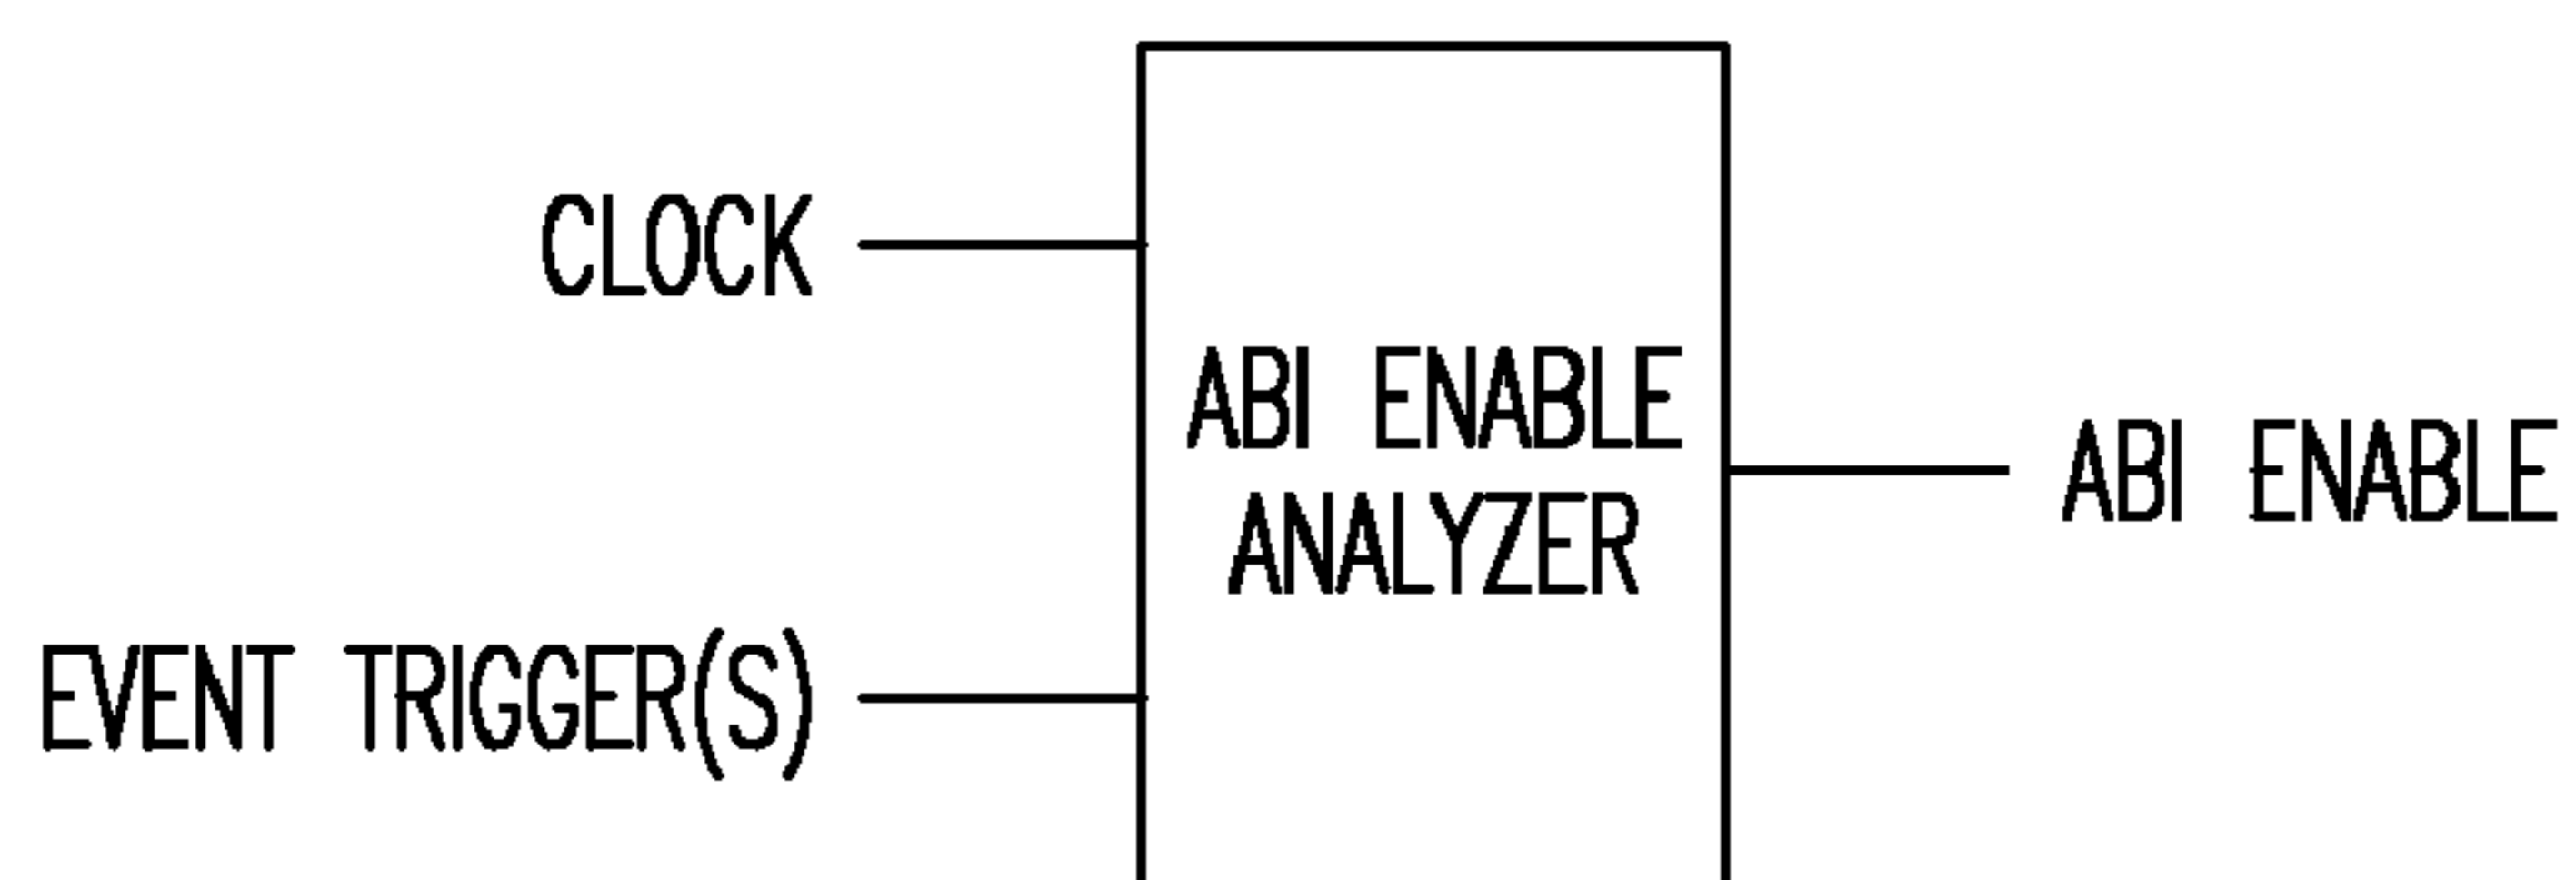 CLOCK
ABI ENABLE
ANALYZER
ABI ENABLE
EVENT TRIGGER(S)